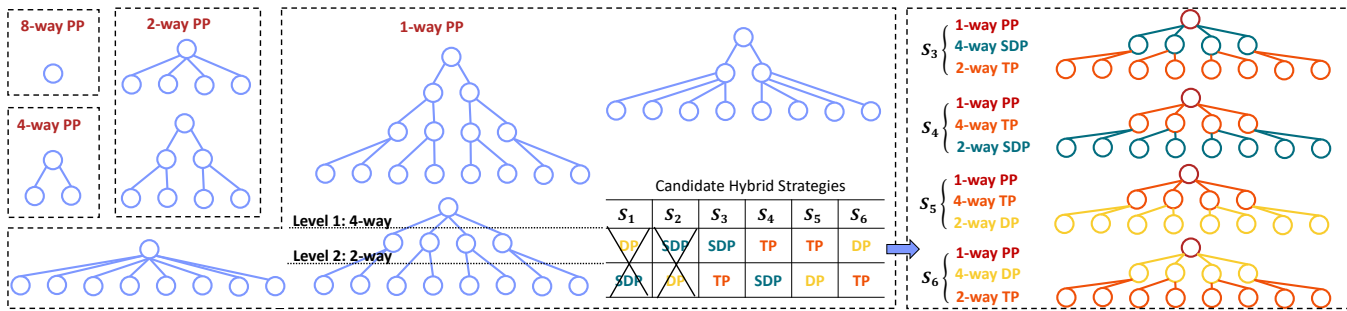 8-way PP
2-way PP
4-way PP
1-way PP
Level 1: 4-way
Level 2: 2-way
Candidate Hybrid Strategies
S1 S2 S3 S4 S5 S6
DP SDP SDP TP TP DP
SDP DP TP SDP DP TP
S3
1-way PP
4-way SDP
2-way TP
S4
1-way PP
4-way TP
2-way SDP
S5
1-way PP
4-way TP
2-way DP
S6
1-way PP
4-way DP
2-way TP